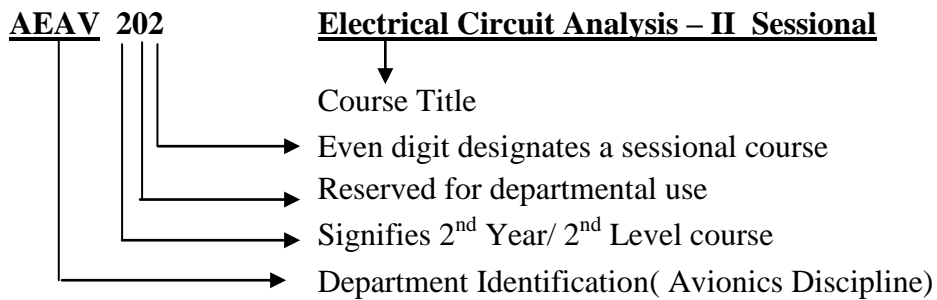 AEAV 202 Electrical Circuit Analysis – II Sessional
Course Title
Even digit designates a sessional course
Reserved for departmental use
Signifies 2nd Year/ 2nd Level course
Department Identification( Avionics Discipline)